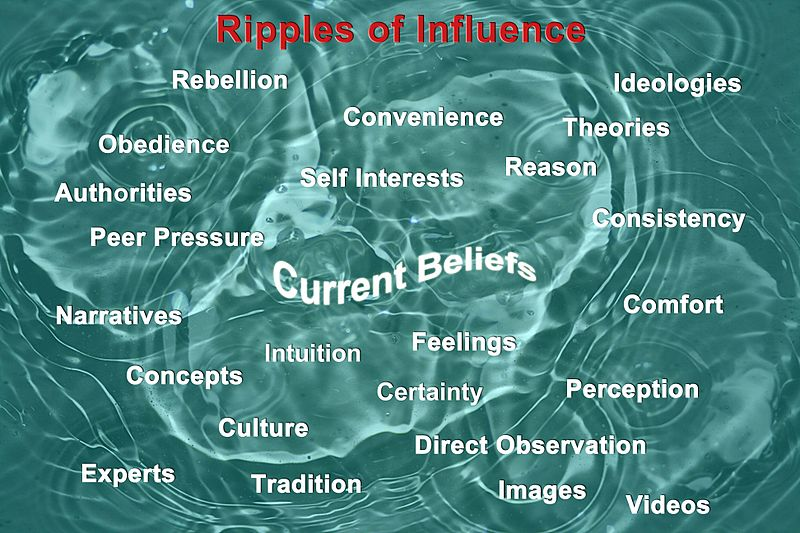 Ripples of Influence
Rebellion
Ideologies
Convenience
Theories
Obedience
Reason
Self Interests
Authorities
Consistency
Peer Pressure
Current Beliefs
Comfort
Narratives
Feelings
Intuition
Concepts
Certainty
Perception
Culture
Direct Observation
Experts
Tradition
Images
Videos